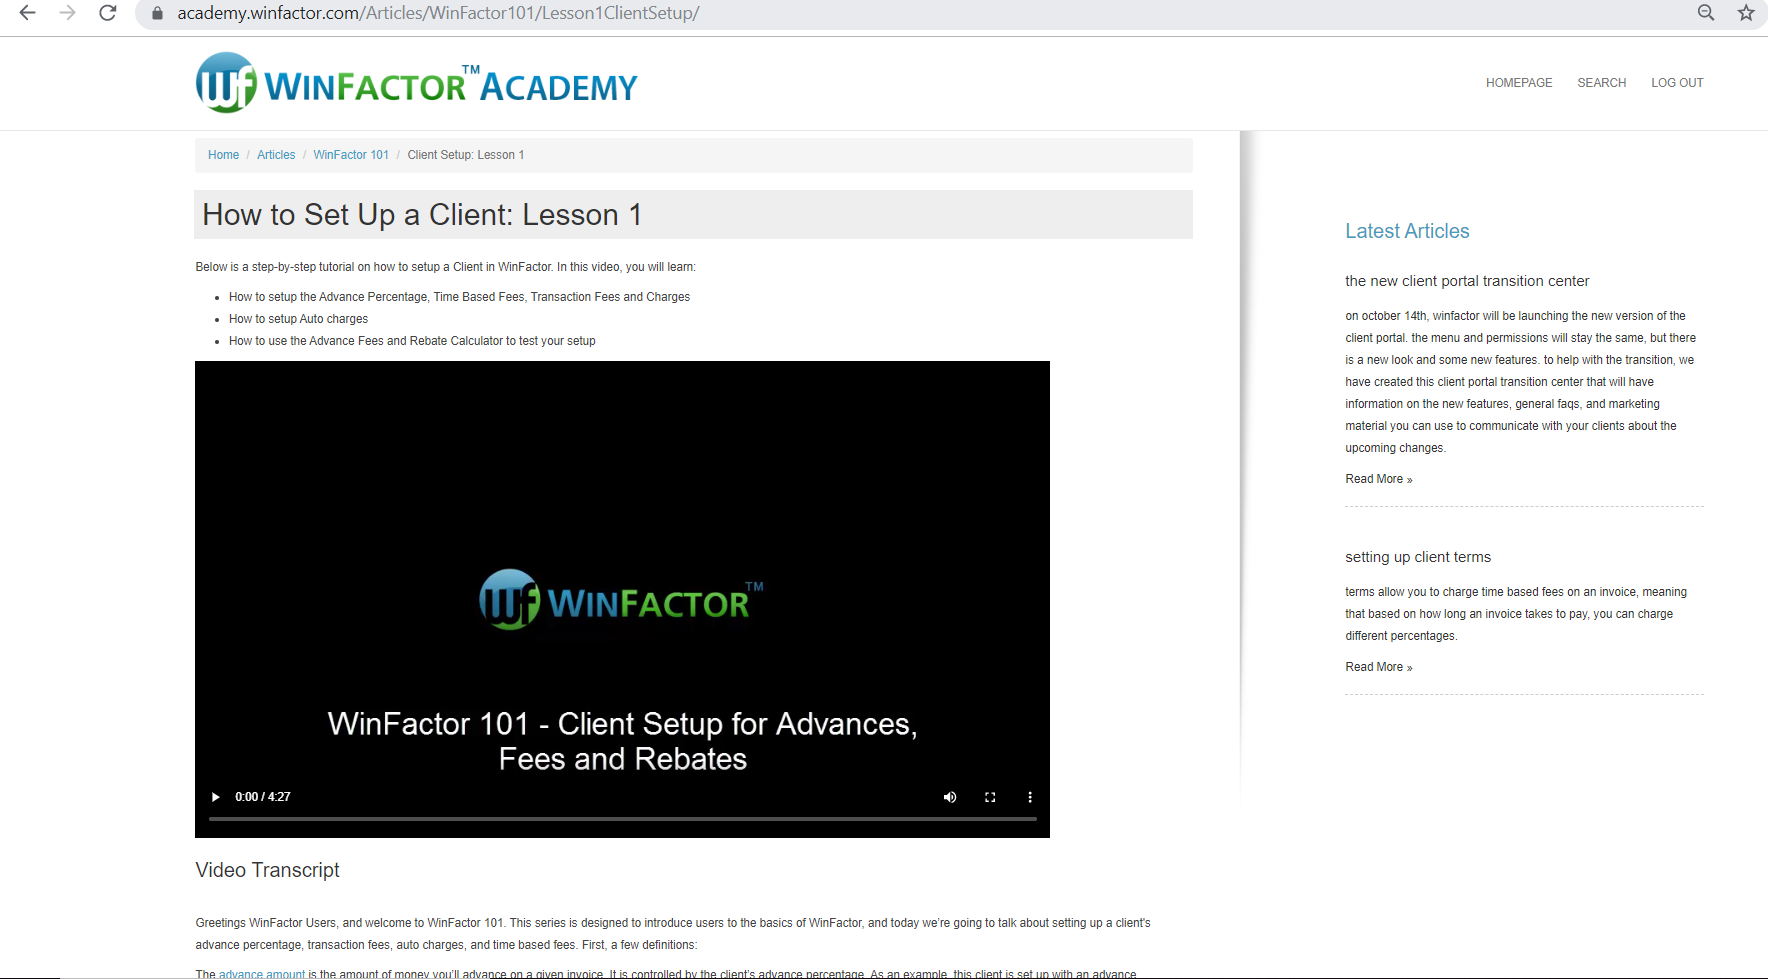 academy.winfactor.com/Articles/WinFactor101/Lesson1ClientSetup/
WF WINFACTOR™ ACADEMY
HOMEPAGE SEARCH LOG OUT
Home / Articles / WinFactor 101 / Client Setup: Lesson 1
How to Set Up a Client: Lesson 1
Below is a step-by-step tutorial on how to setup a Client in WinFactor. In this video, you will learn:
• How to setup the Advance Percentage, Time Based Fees, Transaction Fees and Charges
• How to setup Auto charges
• How to use the Advance Fees and Rebate Calculator to test your setup
WF WINFACTOR™
WinFactor 101 - Client Setup for Advances,
Fees and Rebates
0:00 / 4:27
Video Transcript
Greetings WinFactor Users, and welcome to WinFactor 101. This series is designed to introduce users to the basics of WinFactor, and today we're going to talk about setting up a client's
advance percentage, transaction fees, auto charges, and time based fees. First, a few definitions:
The advance amount is the amount of money you'll advance on a given invoice. It is controlled by the client's advance percentage. As an example, this client is set up with an advance
Latest Articles
the new client portal transition center
on october 14th, winfactor will be launching the new version of the
client portal. the menu and permissions will stay the same, but there
is a new look and some new features. to help with the transition, we
have created this client portal transition center that will have
information on the new features, general faqs, and marketing
material you can use to communicate with your clients about the
upcoming changes.
Read More »
setting up client terms
terms allow you to charge time based fees on an invoice, meaning
that based on how long an invoice takes to pay, you can charge
different percentages.
Read More »